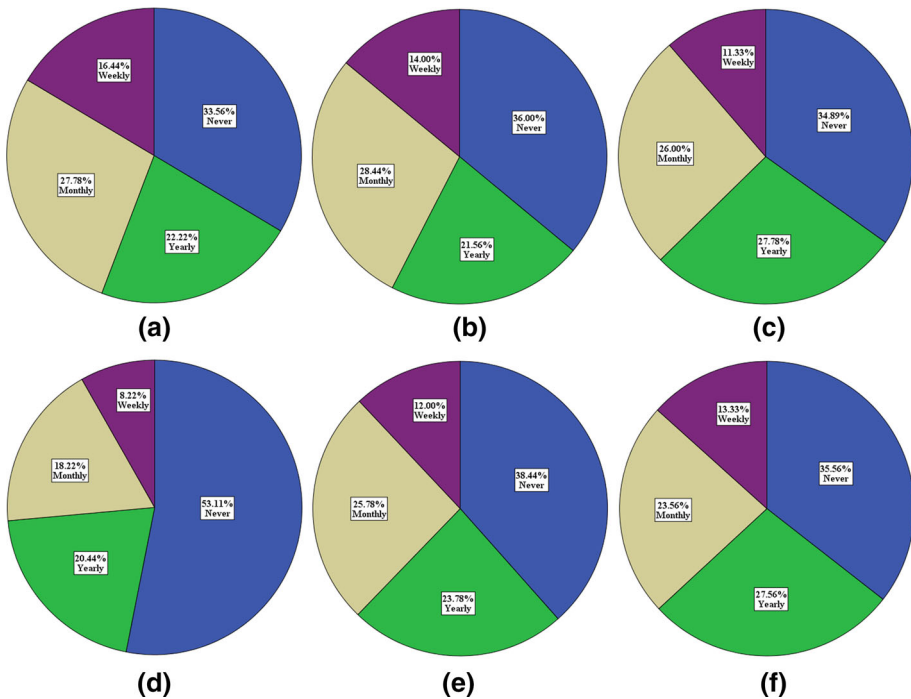 16.44%
Weekly
33.56%
Never
27.78%
Monthly
22.22%
Yearly
(a)
14.00%
Weekly
36.00%
Never
28.44%
Monthly
21.56%
Yearly
(b)
11.33%
Weekly
34.89%
Never
26.00%
Monthly
27.78%
Yearly
(c)
8.22%
Weekly
53.11%
Never
18.22%
Monthly
20.44%
Yearly
(d)
12.00%
Weekly
38.44%
Never
25.78%
Monthly
23.78%
Yearly
(e)
13.33%
Weekly
35.56%
Never
23.56%
Monthly
27.56%
Yearly
(f)